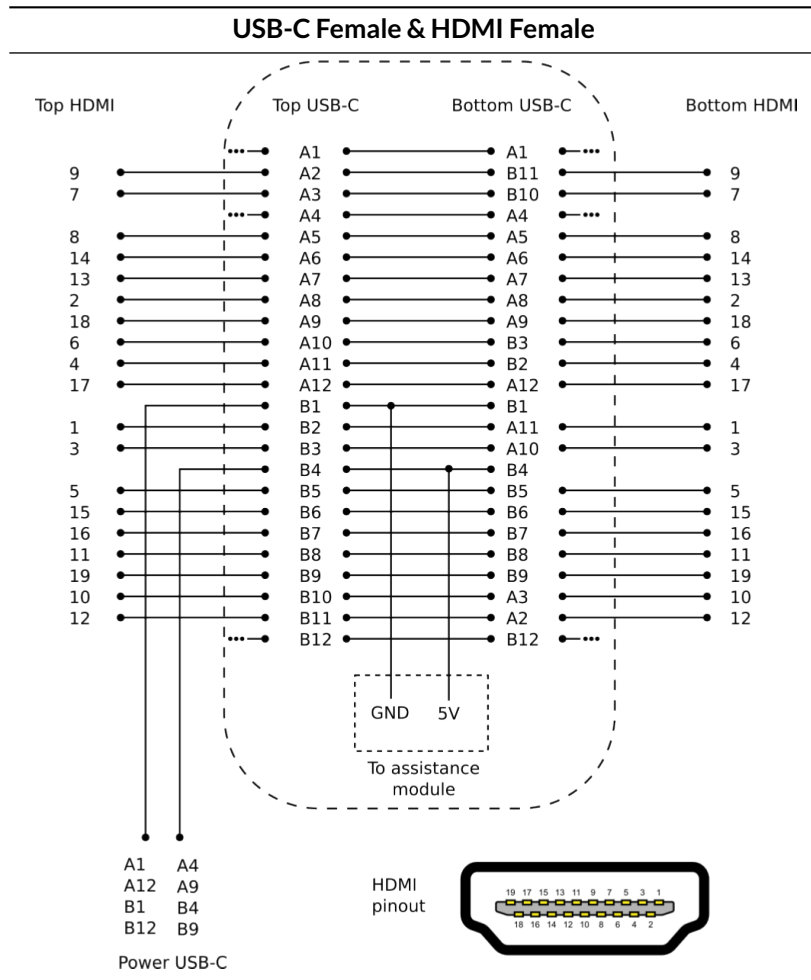 USB-C Female & HDMI Female
Top HDMI Top USB-C Bottom USB-C Bottom HDMI
A1 A1
9 A2 B11 9
7 A3 B10 7
A4 A4
8 A5 A5 8
14 A6 A6 14
13 A7 A7 13
2 A8 A8 2
18 A9 A9 18
6 A10 B3 6
4 A11 B2 4
17 A12 A12 17
B1 B1
1 B2 A11 1
3 B3 A10 3
B4 B4
5 B5 B5 5
15 B6 B6 15
16 B7 B7 16
11 B8 B8 11
19 B9 B9 19
10 B10 A3 10
12 B11 A2 12
B12 B12
GND 5V
To assistance
module
A1 A4
A12 A9
B1 B4
B12 B9
Power USB-C
HDMI
pinout
19 17 15 13 11 9 7 5 3 1
18 16 14 12 10 8 6 4 2